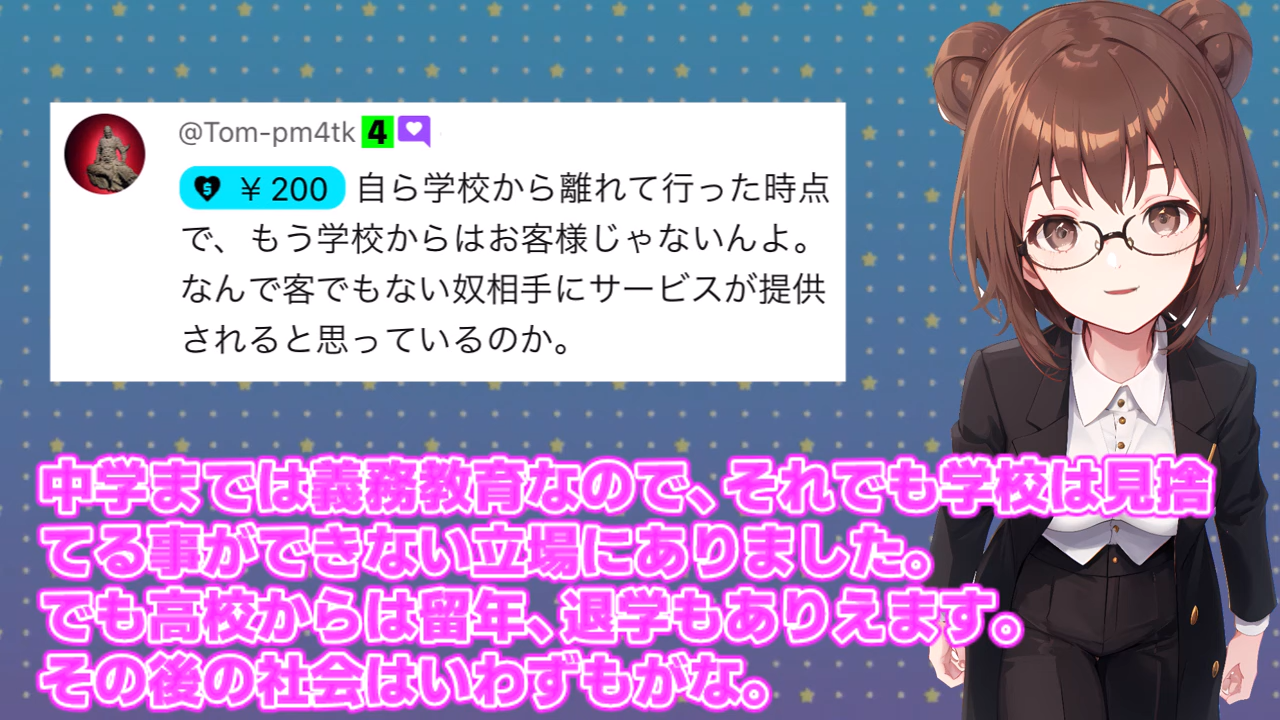 @Tom-pm4tk 4
¥ 200 自ら学校から離れて行った時点
で、もう学校からはお客様じゃないんよ。
なんで客でもない奴相手にサービスが提供
されると思っているのか。
中学までは義務教育なので、それでも学校は見捨
てる事ができない立場にありました。
でも高校からは留年、退学もありえます。
その後の社会はいわずもがな。